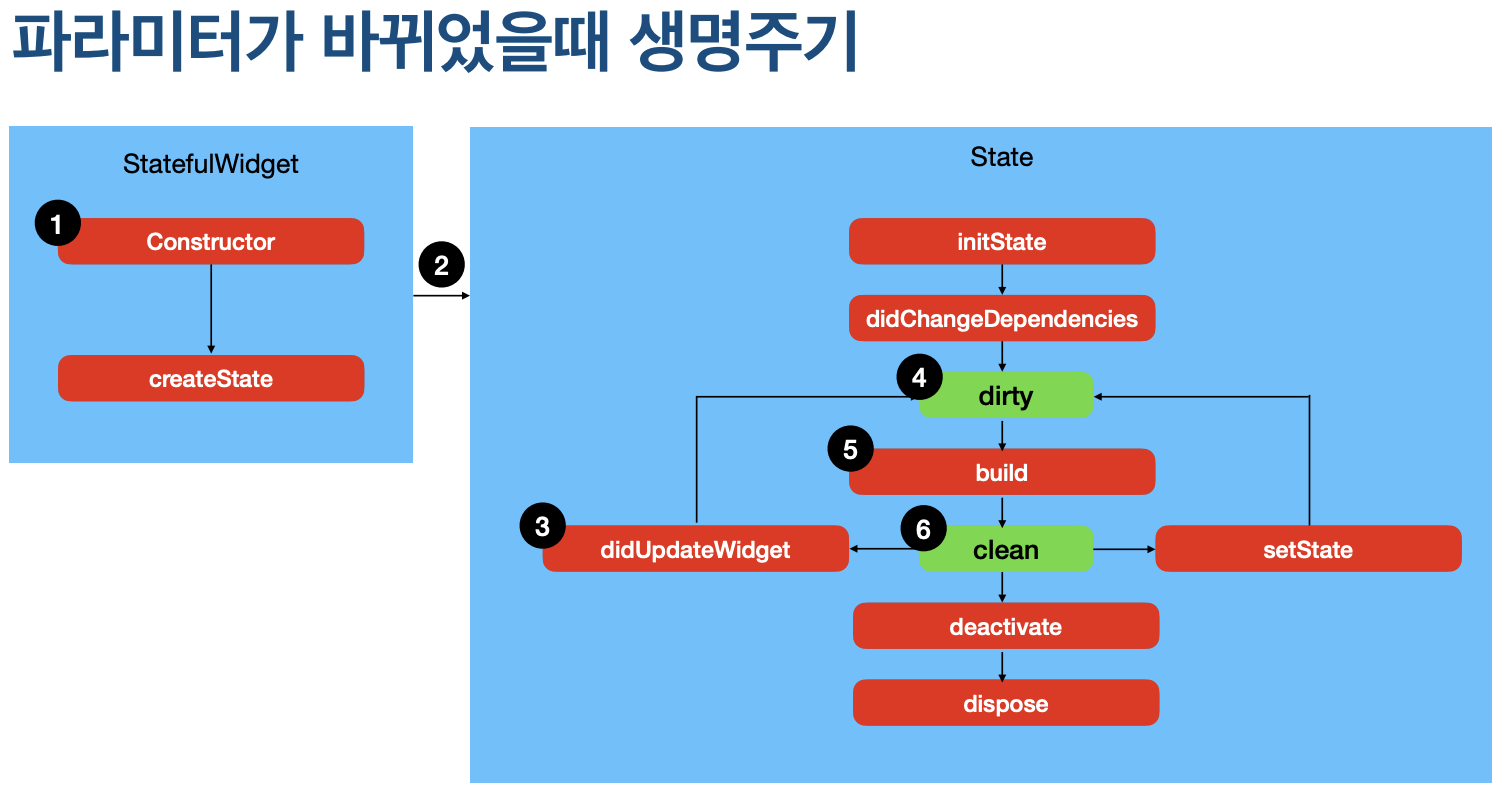 파라미터가 바뀌었을때 생명주기
StatefulWidget
1
Constructor
createState
2
State
initState
didChangeDependencies
4
dirty
5
build
3
didUpdateWidget
6
clean
setState
deactivate
dispose